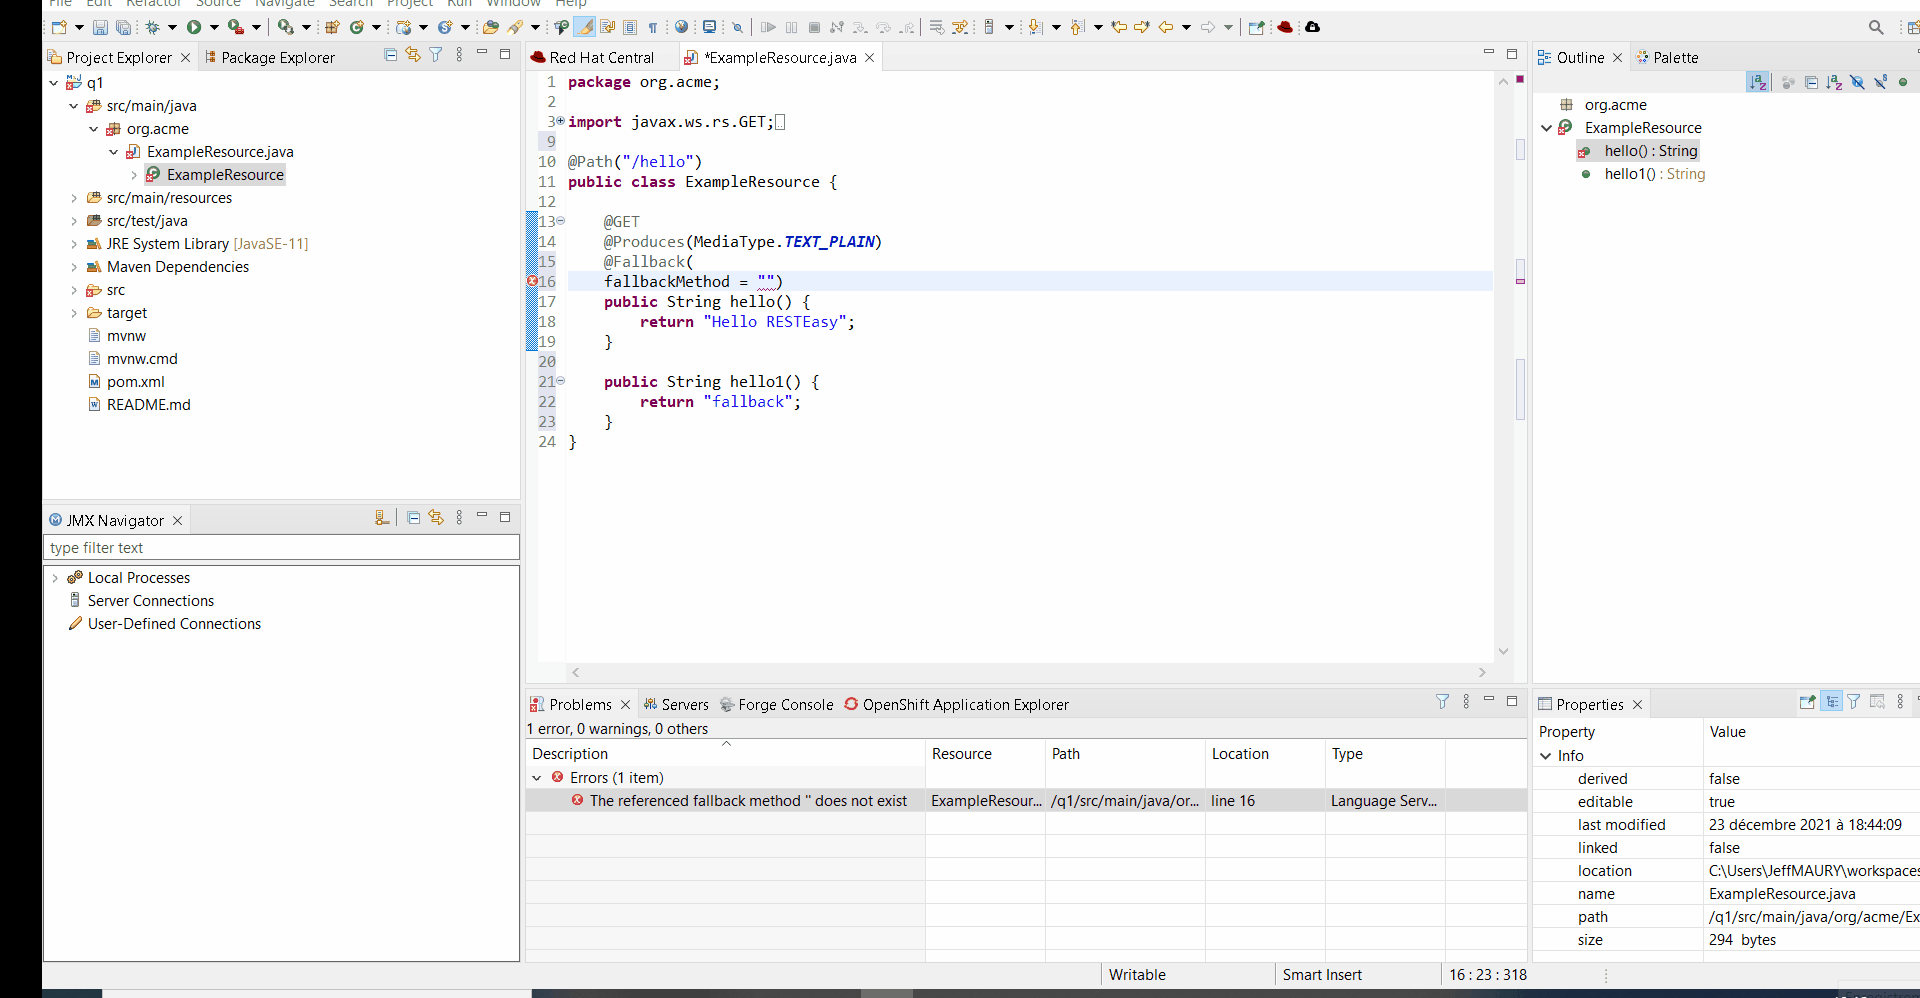 File Edit Refactor Source Navigate Search Project Run Window Help
Project Explorer
Package Explorer
q1
src/main/java
org.acme
ExampleResource.java
ExampleResource
src/main/resources
src/test/java
JRE System Library [JavaSE-11]
Maven Dependencies
src
target
mvnw
mvnw.cmd
pom.xml
README.md
JMX Navigator
type filter text
Local Processes
Server Connections
User-Defined Connections
Red Hat Central
*ExampleResource.java
1 package org.acme;
2
3 import javax.ws.rs.GET;
9
10 @Path("/hello")
11 public class ExampleResource {
12
13 @GET
14 @Produces(MediaType.TEXT_PLAIN)
15 @Fallback(
16 fallbackMethod = "")
17 public String hello() {
18 return "Hello RESTEasy";
19 }
20
21 public String hello1() {
22 return "fallback";
23 }
24 }
Outline
Palette
org.acme
ExampleResource
hello() : String
hello1() : String
Problems
Servers
Forge Console
OpenShift Application Explorer
1 error, 0 warnings, 0 others
Description Resource Path Location Type
Errors (1 item)
The referenced fallback method '' does not exist ExampleResour... /q1/src/main/java/or... line 16 Language Serv...
Properties
Property Value
Info
derived false
editable true
last modified 23 décembre 2021 à 18:44:09
linked false
location C:\Users\JeffMAURY\workspaces
name ExampleResource.java
path /q1/src/main/java/org/acme/Ex
size 294 bytes
Writable
Smart Insert
16 : 23 : 318